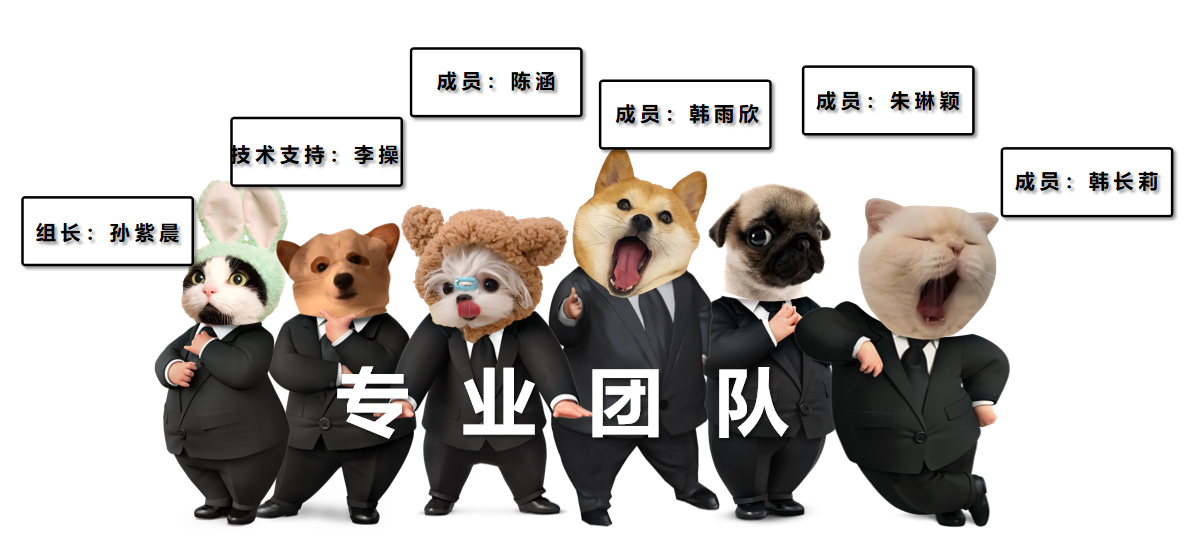 组长：孙紫晨
技术支持：李操
成员：陈涵
成员：韩雨欣
成员：朱琳颖
成员：韩长莉
专业团队